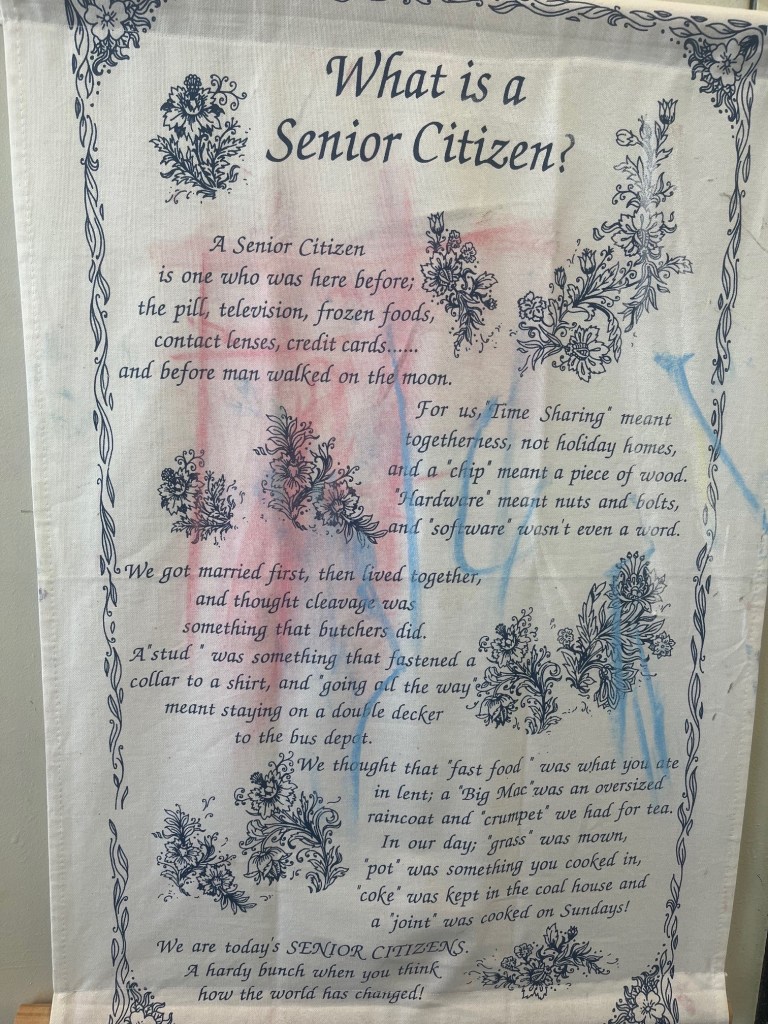 What is a
Senior Citizen?
A Senior Citizen
is one who was here before;
the pill, television, frozen foods,
contact lenses, credit cards......
and before man walked on the moon.
For us, "Time Sharing" meant
togetherness, not holiday homes,
and a "chip" meant a piece of wood.
"Hardware" meant nuts and bolts,
and "software" wasn't even a word.
We got married first, then lived together,
and thought cleavage was
something that butchers did.
A "stud" was something that fastened a
collar to a shirt, and "going all the way"
meant staying on a double decker
to the bus depot.
We thought that "fast food" was what you ate
in lent; a "Big Mac" was an oversized
raincoat and "crumpet" we had for tea.
In our day; "grass" was mown,
"pot" was something you cooked in,
"coke" was kept in the coal house and
a "joint" was cooked on Sundays!
We are today's SENIOR CITIZENS.
A hardy bunch when you think
how the world has changed!